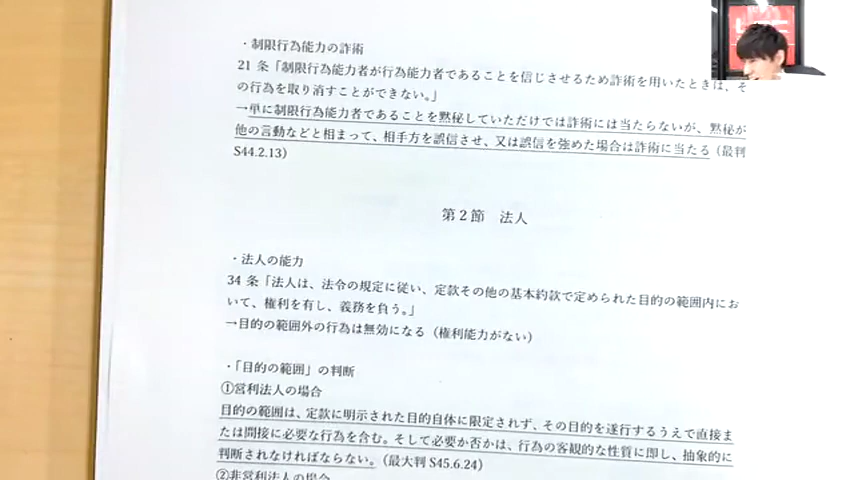 ・制限行為能力の詐術
21 条「制限行為能力者が行為能力者であることを信じさせるため詐術を用いたときは、そ
の行為を取り消すことができない。」
→単に制限行為能力者であることを黙秘していただけでは詐術には当たらないが、黙秘が
他の言動などと相まって、相手方を誤信させ、又は誤信を強めた場合は詐術に当たる（最判
S44.2.13）
第２節　法人
・法人の能力
34 条「法人は、法令の規定に従い、定款その他の基本約款で定められた目的の範囲内にお
いて、権利を有し、義務を負う。」
→目的の範囲外の行為は無効になる（権利能力がない）
・「目的の範囲」の判断
①営利法人の場合
目的の範囲は、定款に明示された目的自体に限定されず、その目的を遂行するうえで直接ま
たは間接に必要な行為を含む。そして必要か否かは、行為の客観的な性質に即し、抽象的に
判断されなければならない。（最大判 S45.6.24）
②非営利法人の場合